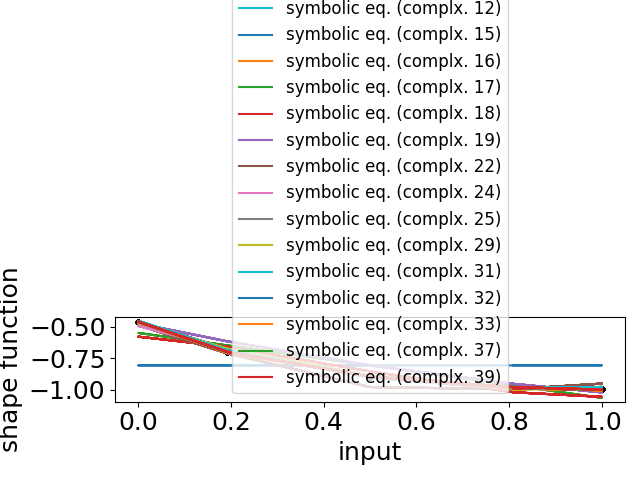 symbolic eq. (complx. 12)
symbolic eq. (complx. 15)
symbolic eq. (complx. 16)
symbolic eq. (complx. 17)
symbolic eq. (complx. 18)
symbolic eq. (complx. 19)
symbolic eq. (complx. 22)
symbolic eq. (complx. 24)
symbolic eq. (complx. 25)
symbolic eq. (complx. 29)
symbolic eq. (complx. 31)
symbolic eq. (complx. 32)
symbolic eq. (complx. 33)
symbolic eq. (complx. 37)
symbolic eq. (complx. 39)
shape function
−0.50
−0.75
−1.00
0.0 0.2 0.4 0.6 0.8 1.0
input